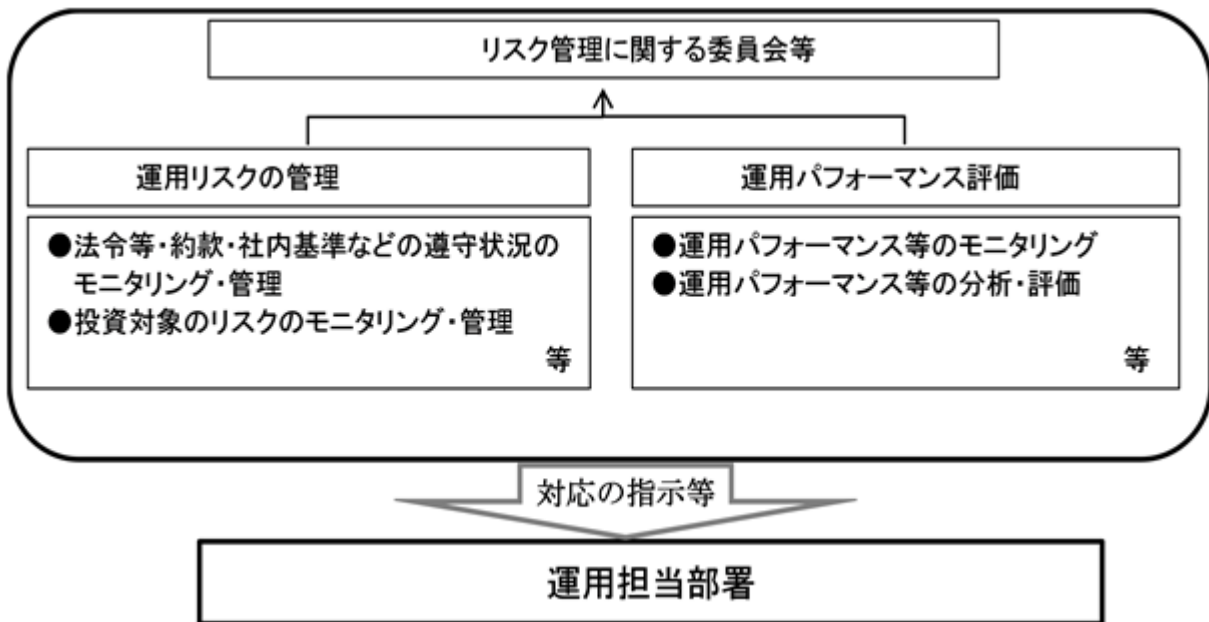 リスク管理に関する委員会等
運用リスクの管理
●法令等・約款・社内基準などの遵守状況の
モニタリング・管理
●投資対象のリスクのモニタリング・管理
等
運用パフォーマンス評価
●運用パフォーマンス等のモニタリング
●運用パフォーマンス等の分析・評価
等
対応の指示等
運用担当部署